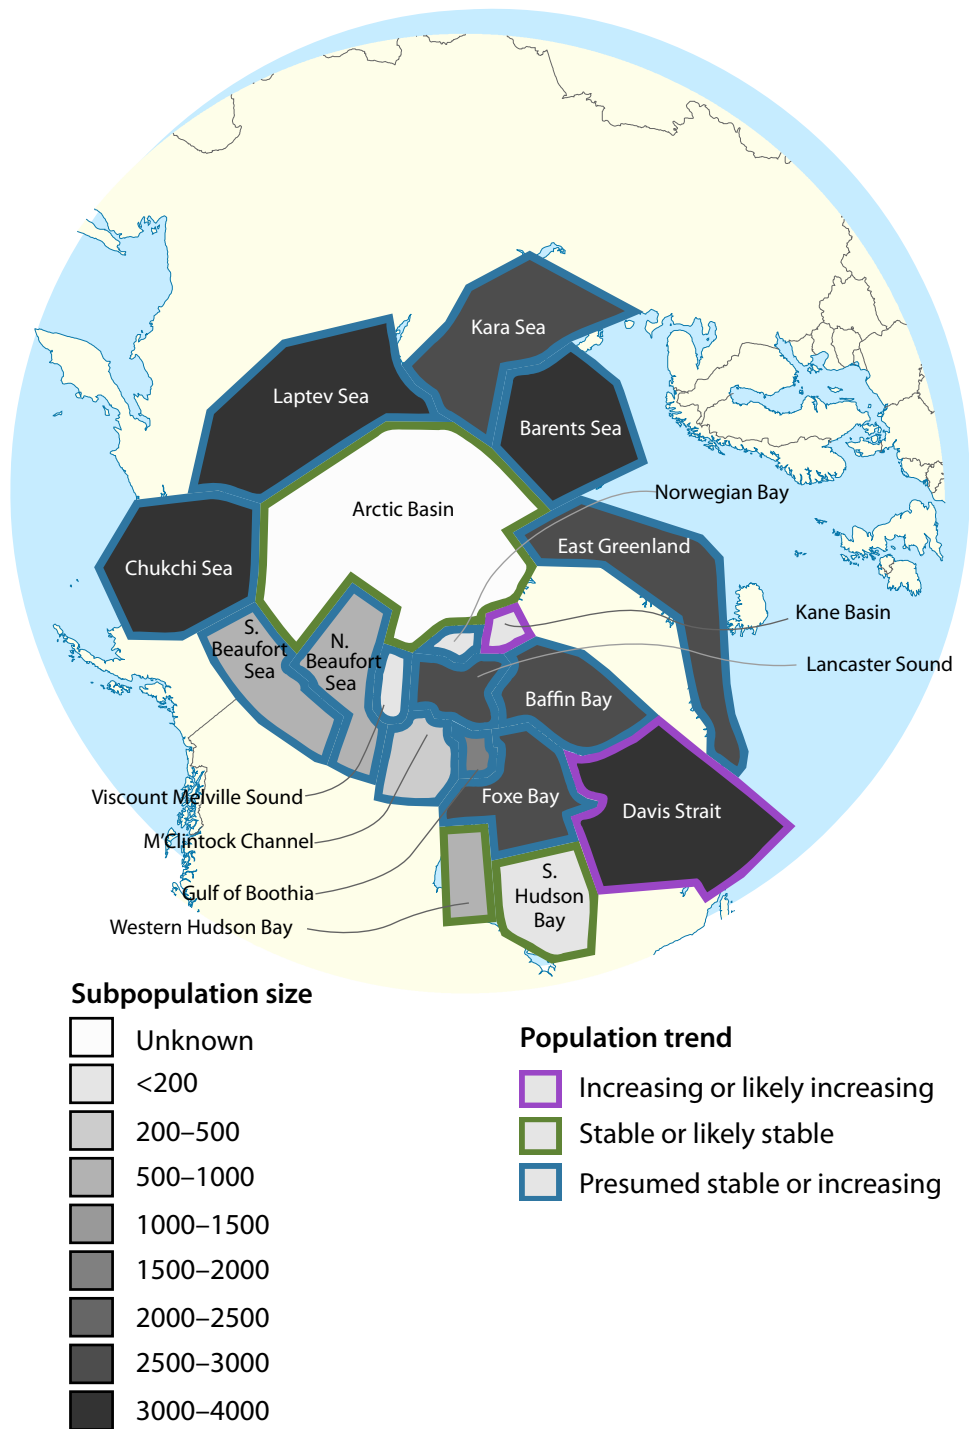 Kara Sea
Laptev Sea
Barents Sea
Norwegian Bay
Arctic Basin
East Greenland
Chukchi Sea
Kane Basin
S.
Beaufort
Sea
N.
Beaufort
Sea
Lancaster Sound
Baffin Bay
Viscount Melville Sound
Foxe Bay
Davis Strait
M'Clintock Channel
Gulf of Boothia
S.
Hudson
Bay
Western Hudson Bay
Subpopulation size
Unknown
<200
200–500
500–1000
1000–1500
1500–2000
2000–2500
2500–3000
3000–4000
Population trend
Increasing or likely increasing
Stable or likely stable
Presumed stable or increasing